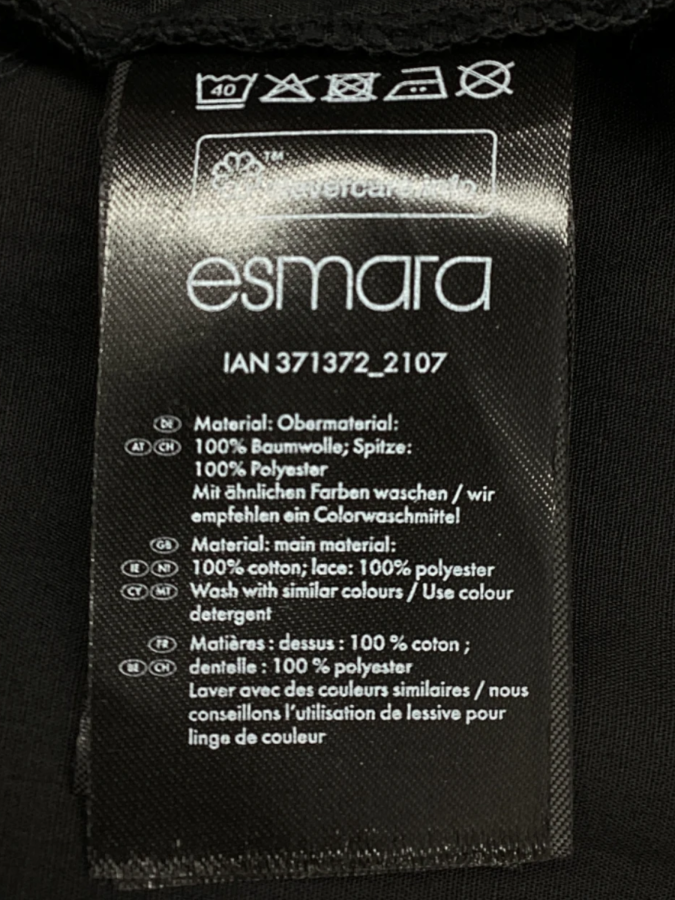 40
TM
esmara
IAN 371372_2107
DE Material: Obermaterial:
AT CH 100% Baumwolle; Spitze:
100% Polyester
Mit ähnlichen Farben waschen / wir
empfehlen ein Colorwaschmittel
GB Material: main material:
IE NI 100% cotton; lace: 100% polyester
CY MT Wash with similar colours / Use colour
detergent
FR Matières : dessus : 100 % coton ;
BE CH dentelle : 100 % polyester
Laver avec des couleurs similaires / nous
conseillons l'utilisation de lessive pour
linge de couleur